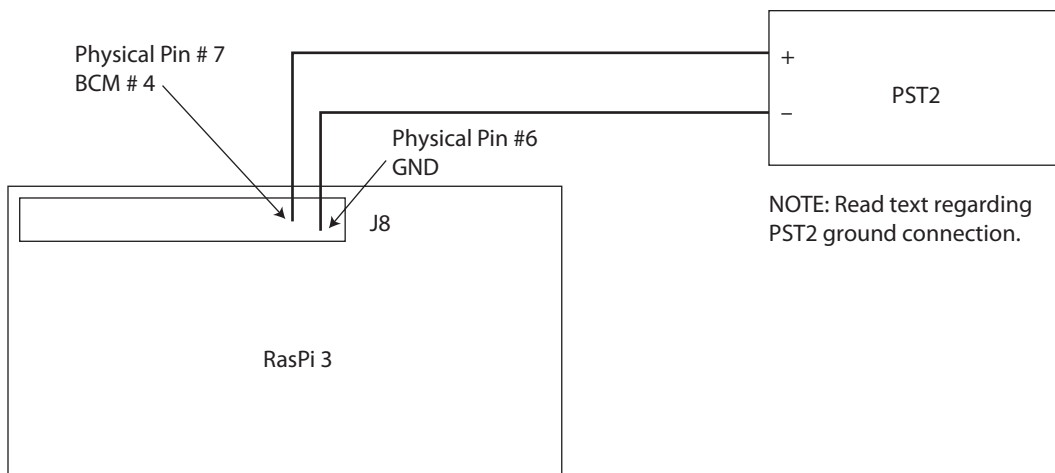 Physical Pin # 7
BCM # 4
Physical Pin #6
GND
J8
RasPi 3
+
–
PST2
NOTE: Read text regarding
PST2 ground connection.